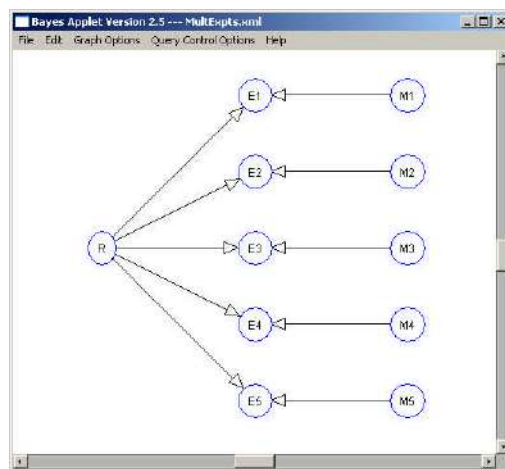 Bayes Applet Version 2.5 --- MultExpts.xml
File Edit Graph Options Query Control Options Help
E1 M1
E2 M2
R E3 M3
E4 M4
E5 M5